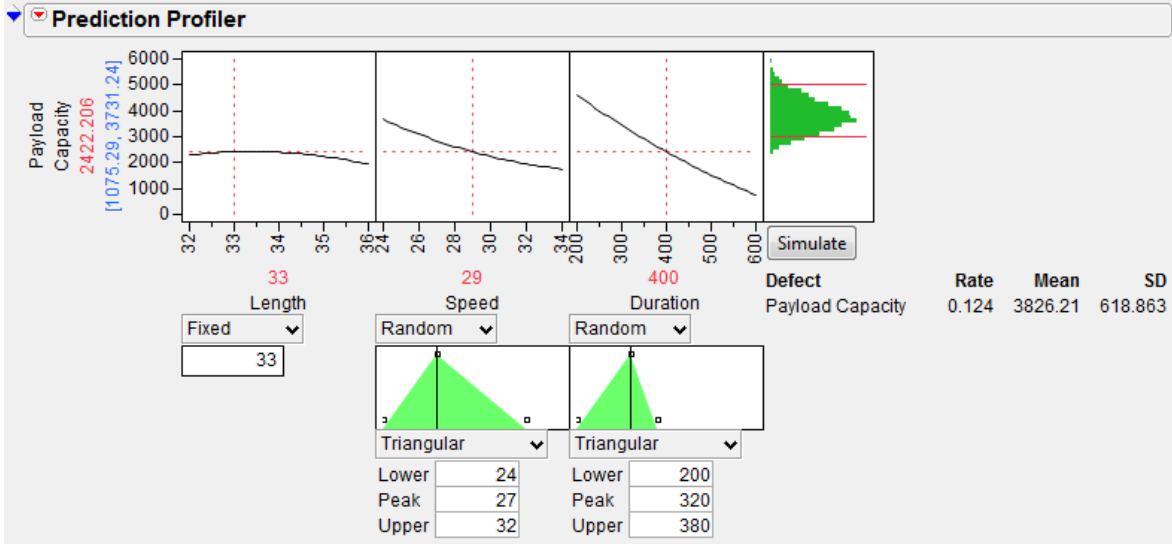 Prediction Profiler
Payload
Capacity
2422.206
[1075.29, 3731.24]
6000
5000
4000
3000
2000
1000
0
32 33 34 35 36 24 26 28 30 32 34 200 300 400 500 600
Simulate
33 29 400
Length Speed Duration
Fixed Random Random
33
Defect Rate Mean SD
Payload Capacity 0.124 3826.21 618.863
Triangular Triangular
Lower 24 Lower 200
Peak 27 Peak 320
Upper 32 Upper 380